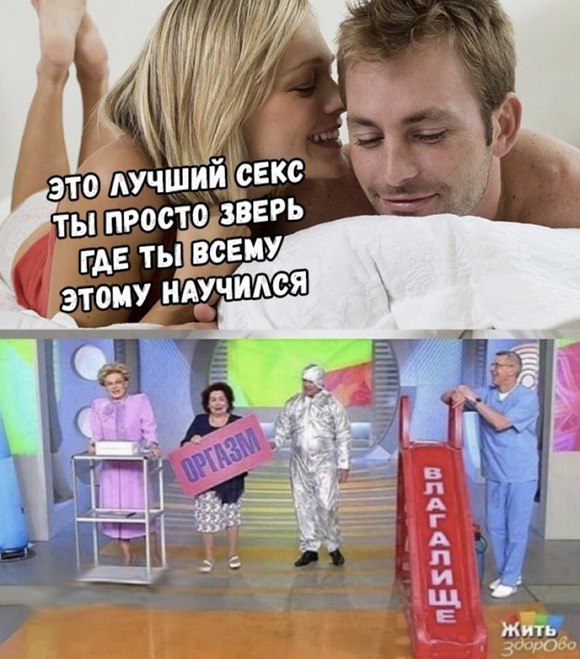 ЭТО ЛУЧШИЙ СЕКС
ТЫ ПРОСТО ЗВЕРЬ
ГДЕ ТЫ ВСЕМУ
ЭТОМУ НАУЧИЛСЯ
ОРГАЗМ
ВЛАГАЛИЩЕ
Жить
здорово